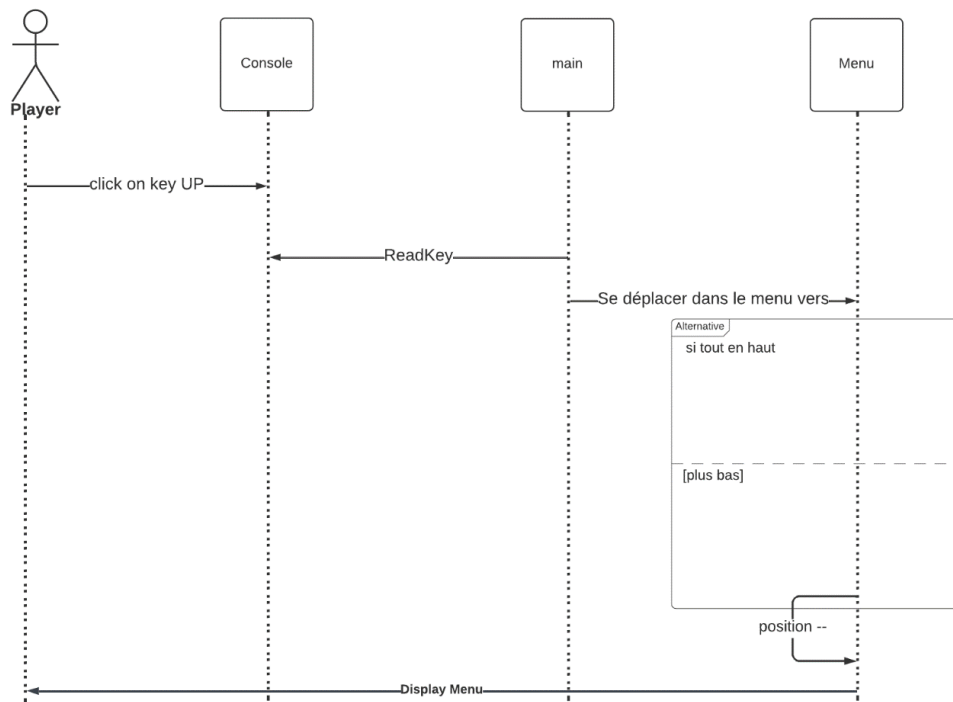 Player
Console
main
Menu
click on key UP
ReadKey
Se déplacer dans le menu vers
Alternative
si tout en haut
[plus bas]
position --
Display Menu